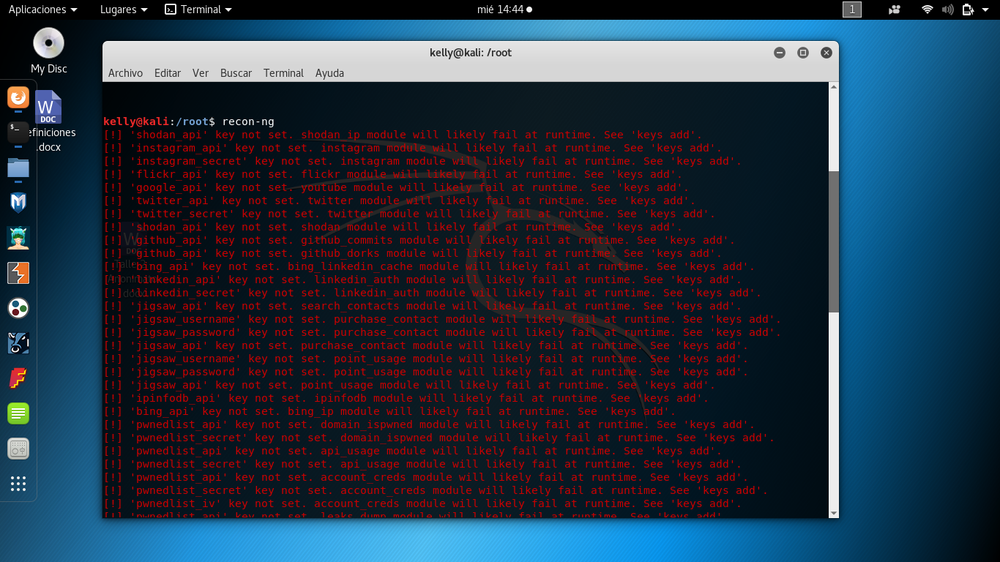 Aplicaciones Lugares Terminal mié 14:44 1
My Disc
W
DOC
efiniciones
.docx
kelly@kali: /root
Archivo Editar Ver Buscar Terminal Ayuda
kelly@kali:/root$ recon-ng
[!] 'shodan_api' key not set. shodan_ip module will likely fail at runtime. See 'keys add'.
[!] 'instagram_api' key not set. instagram module will likely fail at runtime. See 'keys add'.
[!] 'instagram_secret' key not set. instagram module will likely fail at runtime. See 'keys add'.
[!] 'flickr_api' key not set. flickr module will likely fail at runtime. See 'keys add'.
[!] 'google_api' key not set. youtube module will likely fail at runtime. See 'keys add'.
[!] 'twitter_api' key not set. twitter module will likely fail at runtime. See 'keys add'.
[!] 'twitter_secret' key not set. twitter module will likely fail at runtime. See 'keys add'.
[!] 'shodan_api' key not set. shodan module will likely fail at runtime. See 'keys add'.
[!] 'github_api' key not set. github_commits module will likely fail at runtime. See 'keys add'.
[!] 'github_api' key not set. github_dorks module will likely fail at runtime. See 'keys add'.
[!] 'bing_api' key not set. bing_linkedin_cache module will likely fail at runtime. See 'keys add'.
[!] 'linkedin_api' key not set. linkedin_auth module will likely fail at runtime. See 'keys add'.
[!] 'linkedin_secret' key not set. linkedin_auth module will likely fail at runtime. See 'keys add'.
[!] 'jigsaw_api' key not set. search_contacts module will likely fail at runtime. See 'keys add'.
[!] 'jigsaw_username' key not set. purchase_contact module will likely fail at runtime. See 'keys add'.
[!] 'jigsaw_password' key not set. purchase_contact module will likely fail at runtime. See 'keys add'.
[!] 'jigsaw_api' key not set. purchase_contact module will likely fail at runtime. See 'keys add'.
[!] 'jigsaw_username' key not set. point_usage module will likely fail at runtime. See 'keys add'.
[!] 'jigsaw_password' key not set. point_usage module will likely fail at runtime. See 'keys add'.
[!] 'jigsaw_api' key not set. point_usage module will likely fail at runtime. See 'keys add'.
[!] 'ipinfodb_api' key not set. ipinfodb module will likely fail at runtime. See 'keys add'.
[!] 'bing_api' key not set. bing_ip module will likely fail at runtime. See 'keys add'.
[!] 'pwnedlist_api' key not set. domain_ispwned module will likely fail at runtime. See 'keys add'.
[!] 'pwnedlist_secret' key not set. domain_ispwned module will likely fail at runtime. See 'keys add'.
[!] 'pwnedlist_api' key not set. api_usage module will likely fail at runtime. See 'keys add'.
[!] 'pwnedlist_secret' key not set. api_usage module will likely fail at runtime. See 'keys add'.
[!] 'pwnedlist_api' key not set. account_creds module will likely fail at runtime. See 'keys add'.
[!] 'pwnedlist_secret' key not set. account_creds module will likely fail at runtime. See 'keys add'.
[!] 'pwnedlist_iv' key not set. account_creds module will likely fail at runtime. See 'keys add'.
[!] 'pwnedlist_api' key not set. leaks_dump module will likely fail at runtime. See 'keys add'.